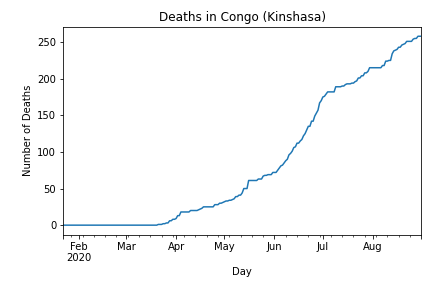 Deaths in Congo (Kinshasa)
250
200
150
100
50
0
Number of Deaths
Feb Mar Apr May Jun Jul Aug
2020
Day